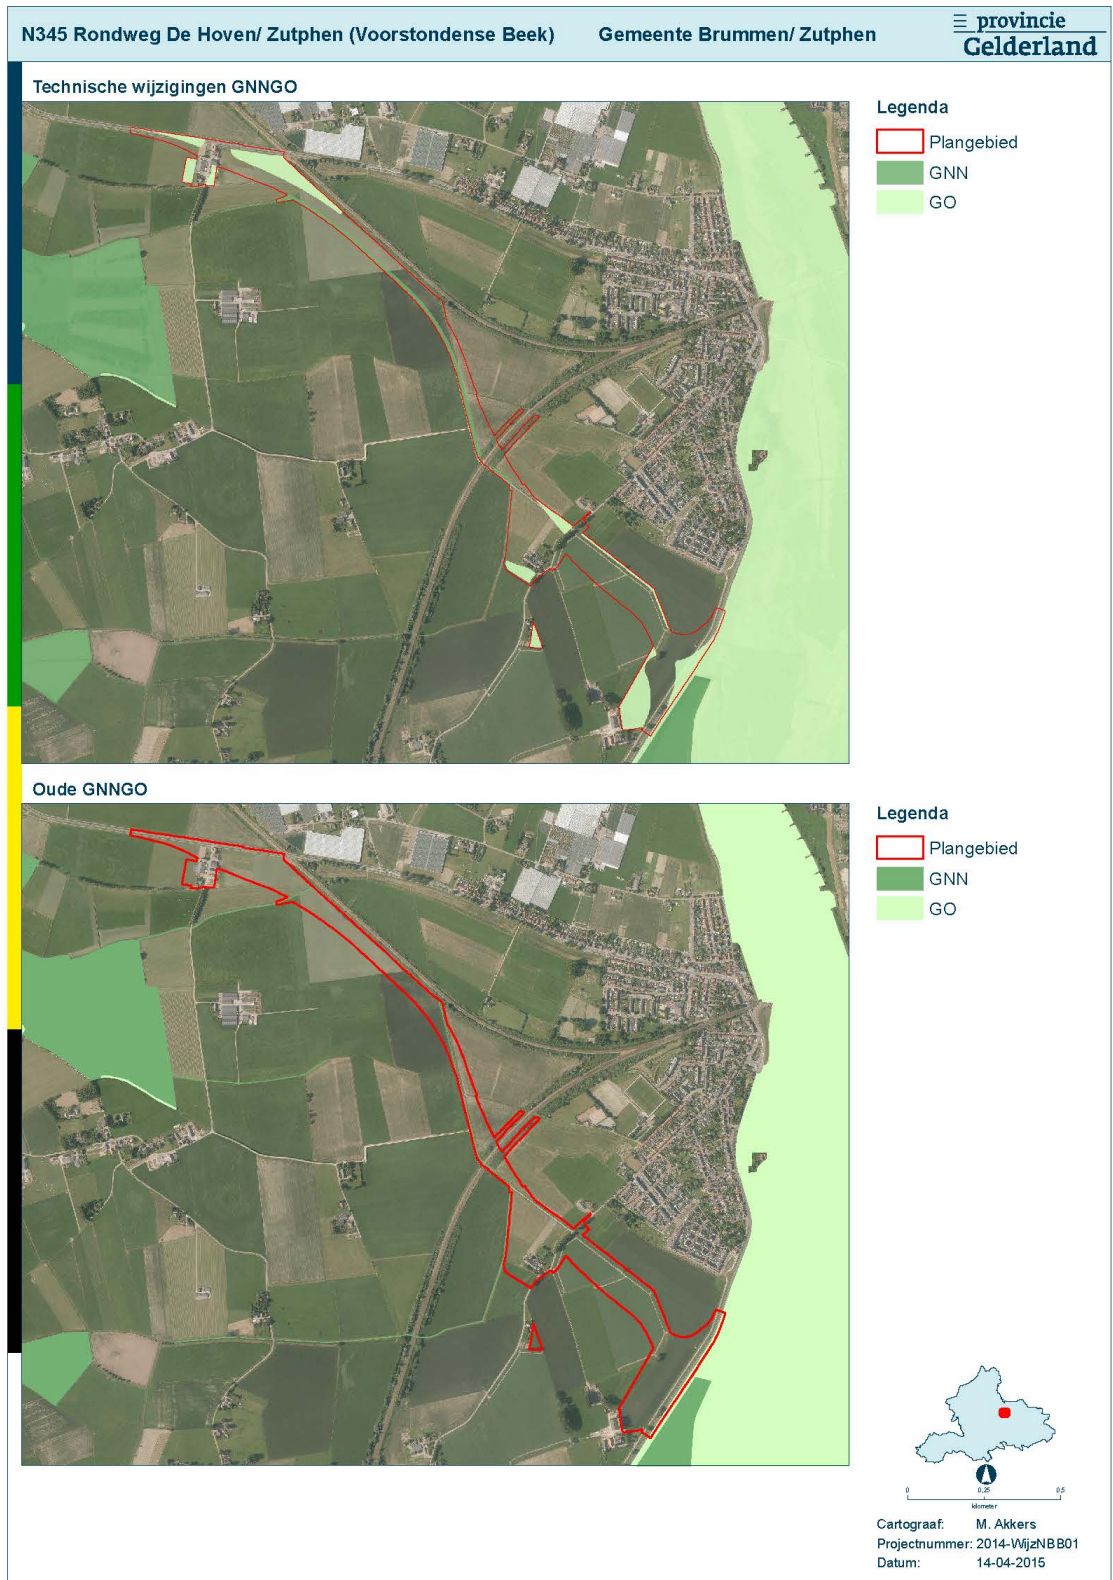 N345 Rondweg De Hoven/ Zutphen (Voorstondense Beek) Gemeente Brummen/ Zutphen
provincie
Gelderland
Technische wijzigingen GNNGO
Legenda
Plangebied
GNN
GO
Oude GNNGO
Legenda
Plangebied
GNN
GO
0 0,25 0,5
kilometer
Cartograaf: M. Akkers
Projectnummer: 2014-WijzNBB01
Datum: 14-04-2015